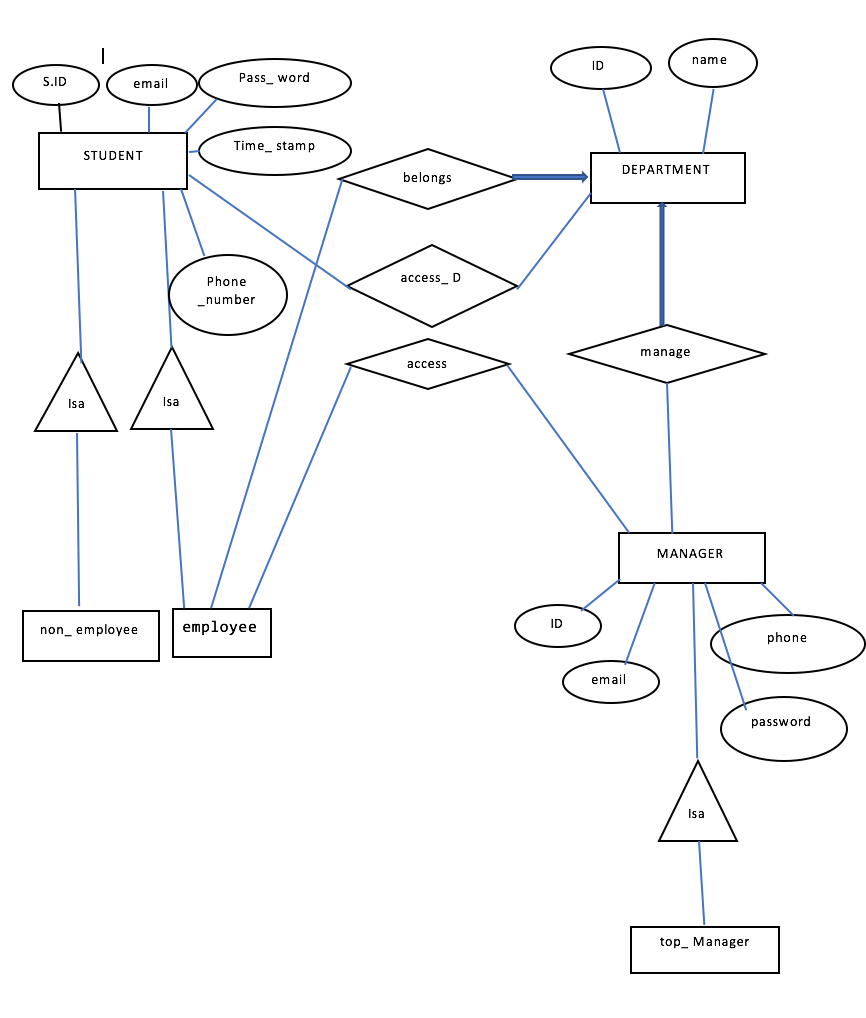 S.ID
email
Pass_ word
ID
name
STUDENT
Time_ stamp
belongs
DEPARTMENT
Phone
_number
access_ D
access
manage
Isa
Isa
MANAGER
non_ employee
employee
ID
phone
email
password
Isa
top_ Manager